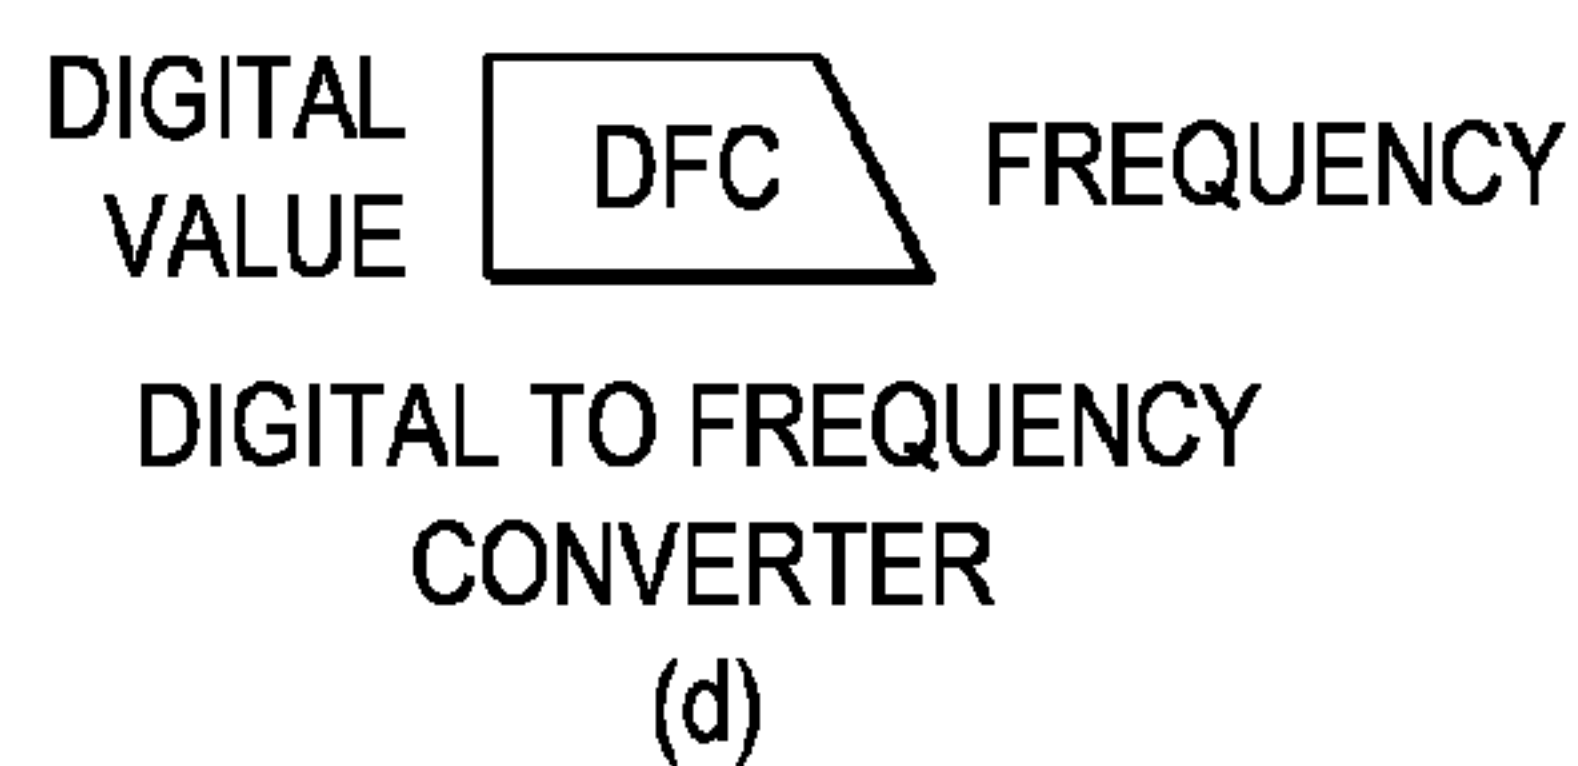 DIGITAL
VALUE
DFC
FREQUENCY
DIGITAL TO FREQUENCY
CONVERTER
(d)